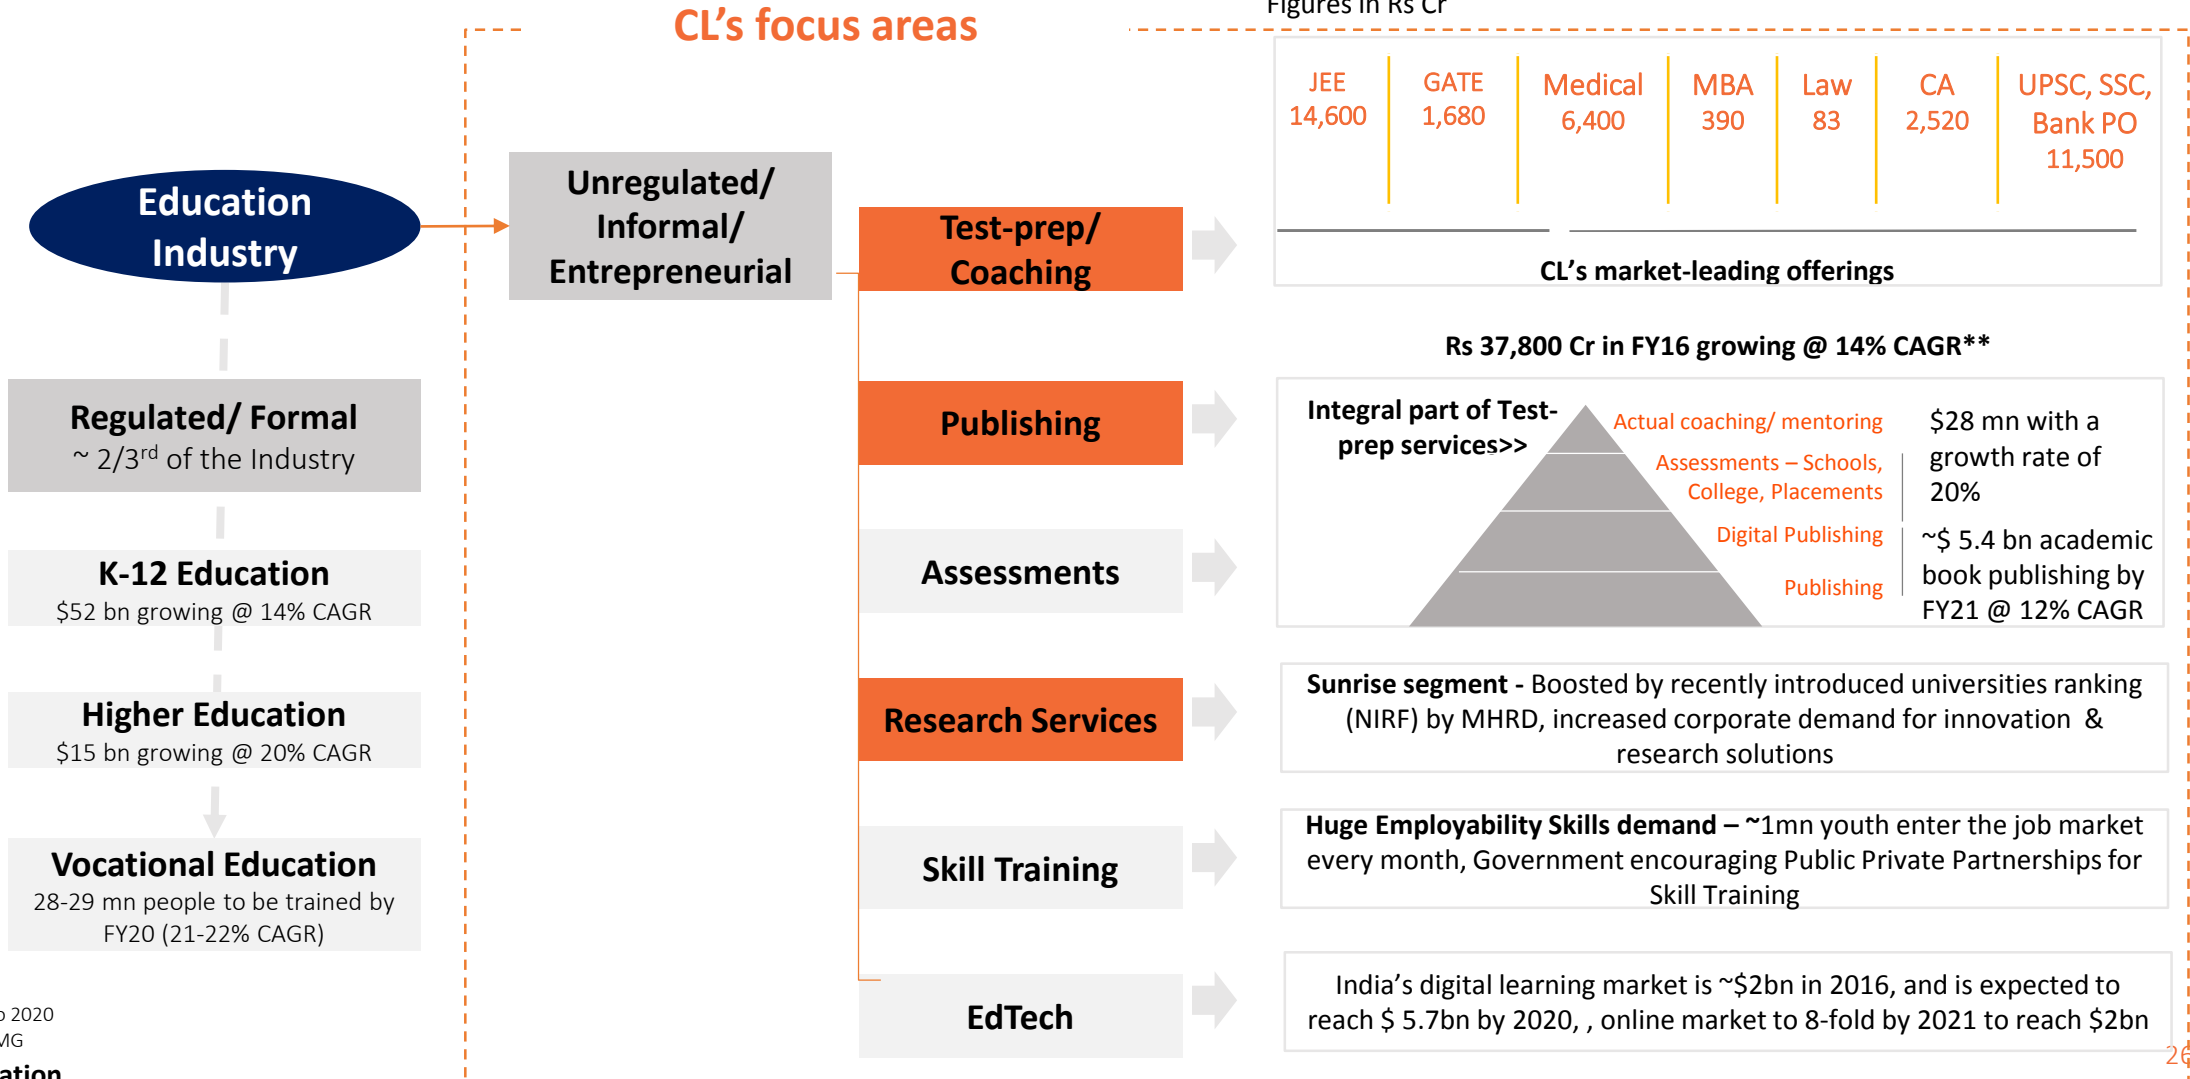 CL's focus areas
Figures in Rs Cr
JEE
14,600
GATE
1,680
Medical
6,400
MBA
390
Law
83
CA
2,520
UPSC, SSC,
Bank PO
11,500
CL's market-leading offerings
Education
Industry
Unregulated/
Informal/
Entrepreneurial
Test-prep/
Coaching
Rs 37,800 Cr in FY16 growing @ 14% CAGR**
Regulated/ Formal
~ 2/3rd of the Industry
Publishing
Integral part of Test-
prep services>>
Actual coaching/ mentoring
Assessments – Schools,
College, Placements
Digital Publishing
Publishing
$28 mn with a
growth rate of
20%
~$ 5.4 bn academic
book publishing by
FY21 @ 12% CAGR
K-12 Education
$52 bn growing @ 14% CAGR
Assessments
Higher Education
$15 bn growing @ 20% CAGR
Research Services
Sunrise segment - Boosted by recently introduced universities ranking
(NIRF) by MHRD, increased corporate demand for innovation &
research solutions
Vocational Education
28-29 mn people to be trained by
FY20 (21-22% CAGR)
Skill Training
Huge Employability Skills demand – ~1mn youth enter the job market
every month, Government encouraging Public Private Partnerships for
Skill Training
EdTech
India's digital learning market is ~$2bn in 2016, and is expected to
reach $ 5.7bn by 2020, , online market to 8-fold by 2021 to reach $2bn
2020
26